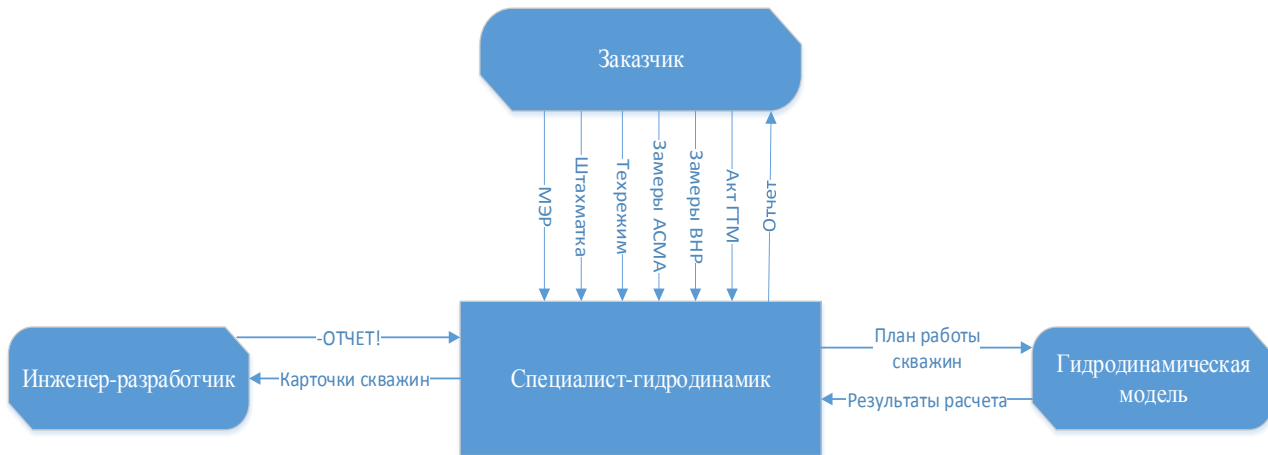 Заказчик
МЭР
Штахматка
Техрежим
Замеры АСМА
Замеры ВНР
Акт ГТМ
Отчет
-ОТЧЕТ!
Карточки скважин
Инженер-разработчик
Специалист-гидродинамик
План работы
скважин
Результаты расчета
Гидродинамическая
модель